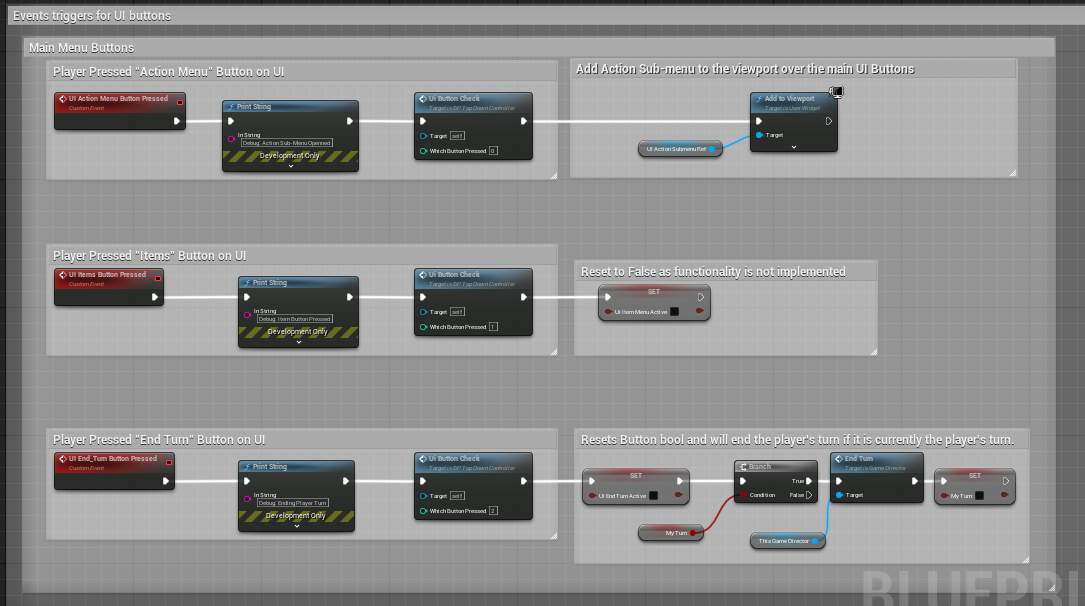 Events triggers for UI buttons
Main Menu Buttons
Player Pressed "Action Menu" Button on UI
Add Action Sub-menu to the viewport over the main UI Buttons
UI Action Menu Button Pressed
Custom Event
Print String
In String
Debug: Action Sub-Menu Openned
Development Only
Ui Button Check
Target is BP Top Down Controller
Target self
Which Button Pressed 0
Add to Viewport
Target is User Widget
Target
UI Action Submenu Ref
Player Pressed "Items" Button on UI
Reset to False as functionality is not implemented
UI Items Button Pressed
Custom Event
Print String
In String
Debug: Item Button Pressed
Development Only
Ui Button Check
Target is BP Top Down Controller
Target self
Which Button Pressed 1
SET
Ui Item Menu Active
Player Pressed "End Turn" Button on UI
Resets Button bool and will end the player's turn if it is currently the player's turn.
UI End_Turn Button Pressed
Custom Event
Print String
In String
Debug: Ending Player Turn
Development Only
Ui Button Check
Target is BP Top Down Controller
Target self
Which Button Pressed 2
SET
Ui End Turn Active
Branch
True
Condition False
My Turn
End Turn
Target is Game Director
Target
This Game Director
SET
My Turn
BLUEPRI